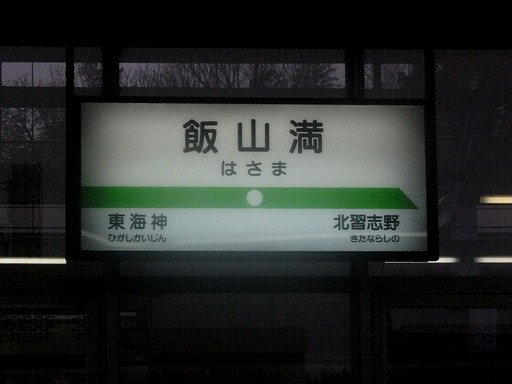 飯山満
はさま
東海神 北習志野
ひがしかいじん きたならしの